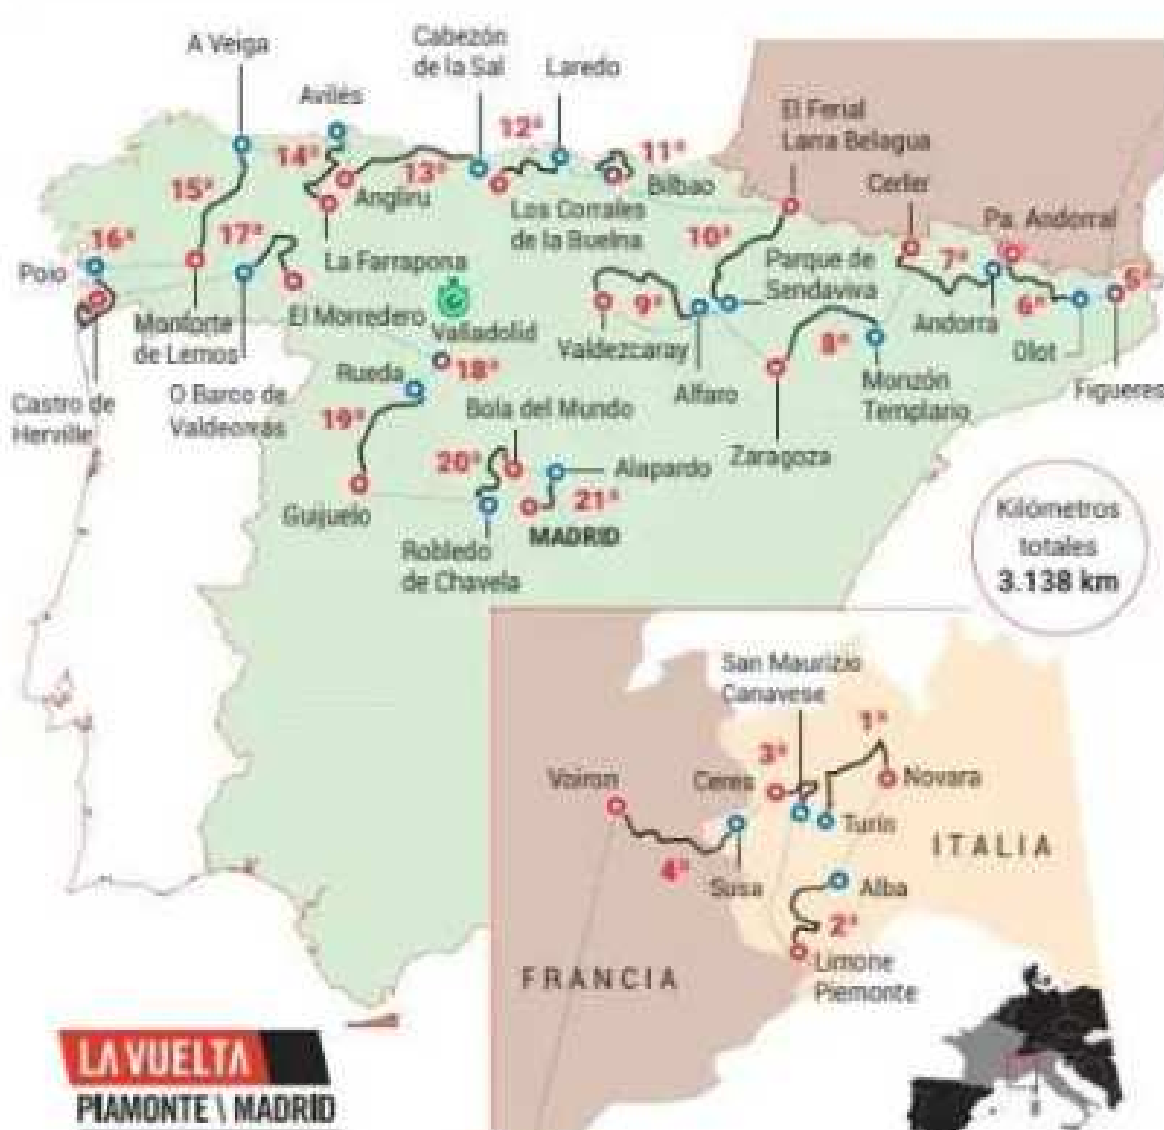 A Veiga
Avilés
Cabezón
de la Sal
Laredo
12ª
11ª
14ª
13ª
Angliru
Bilbao
El Ferial
Larra Belagua
Cerler
Pa. Andorral
15ª
16ª
17ª
Poio
La Farrapona
Los Corrales
de la Buelna
10ª
Parque de
Sendaviva
7ª
6ª
5ª
9ª
8ª
Monforte
de Lemos
El Morredero
Valladolid
Valdezcaray
Andorra
Olot
Figueres
Castro de
Herville
O Barco de
Valdeorras
Rueda
18ª
Alfaro
Monzón
Templario
19ª
Bola del Mundo
20ª
Alapardo
Zaragoza
21ª
Guijuelo
MADRID
Robledo
de Chavela
Kilómetros
totales
3.138 km
San Maurizio
Canavese
1ª
3ª
Voiron
Ceres
Novara
Turín
ITALIA
4ª
Susa
Alba
2ª
Limone
Piemonte
FRANCIA
LA VUELTA
PIAMONTE \ MADRID